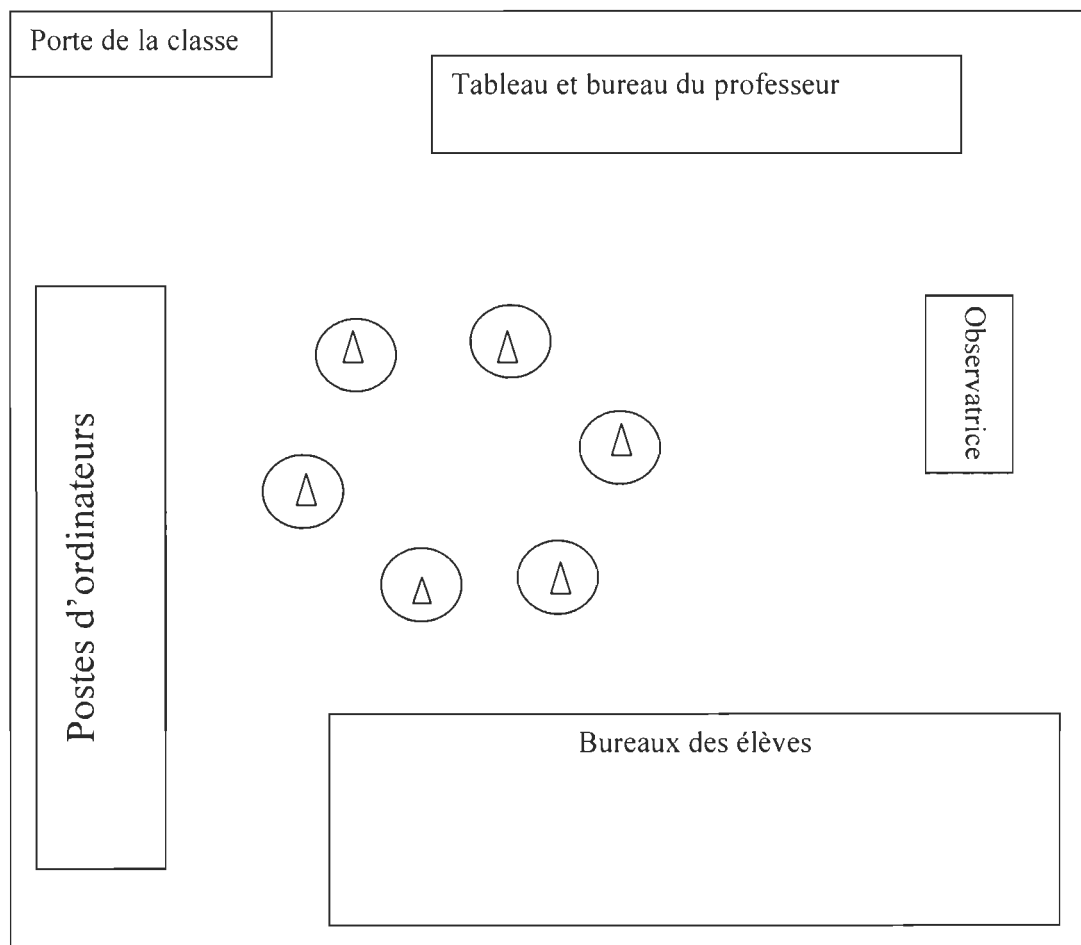 Porte de la classe
Tableau et bureau du professeur
Observatrice
Postes d'ordinateurs
Bureaux des élèves